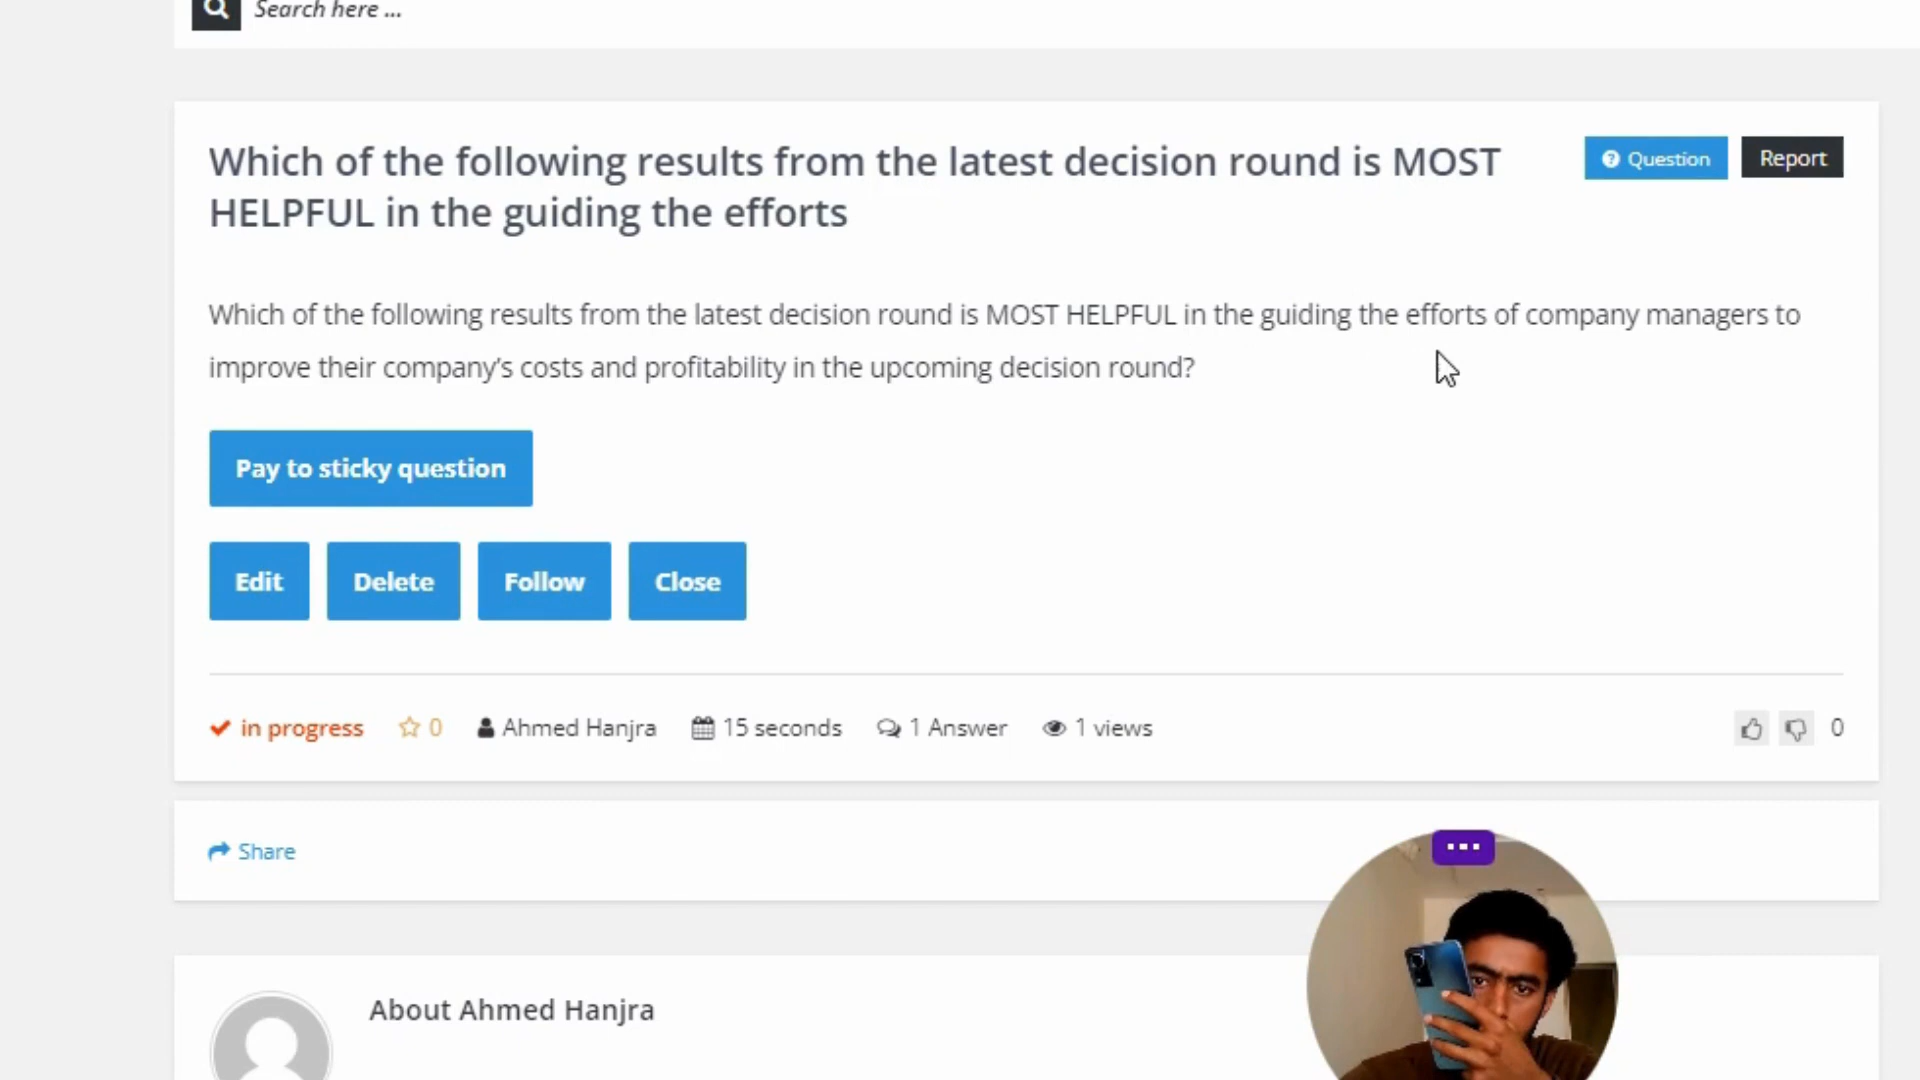 Search here ...
Which of the following results from the latest decision round is MOST
HELPFUL in the guiding the efforts
Question
Report
Which of the following results from the latest decision round is MOST HELPFUL in the guiding the efforts of company managers to
improve their company's costs and profitability in the upcoming decision round?
Pay to sticky question
Edit Delete Follow Close
in progress 0 Ahmed Hanjra 15 seconds 1 Answer 1 views 0
Share
About Ahmed Hanjra